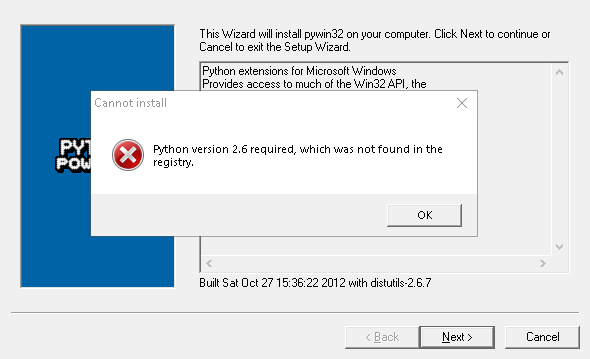 This Wizard will install pywin32 on your computer. Click Next to continue or
Cancel to exit the Setup Wizard.
Python extensions for Microsoft Windows
Provides access to much of the Win32 API, the
Cannot install
Python version 2.6 required, which was not found in the
registry.
OK
Built Sat Oct 27 15:36:22 2012 with distutils-2.6.7
< Back
Next >
Cancel